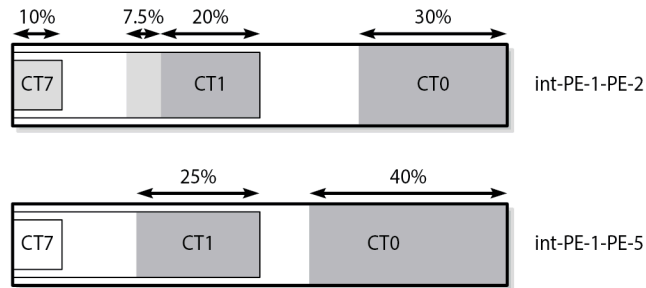 10% 7.5% 20% 30%
CT7 CT1 CT0 int-PE-1-PE-2
25% 40%
CT7 CT1 CT0 int-PE-1-PE-5